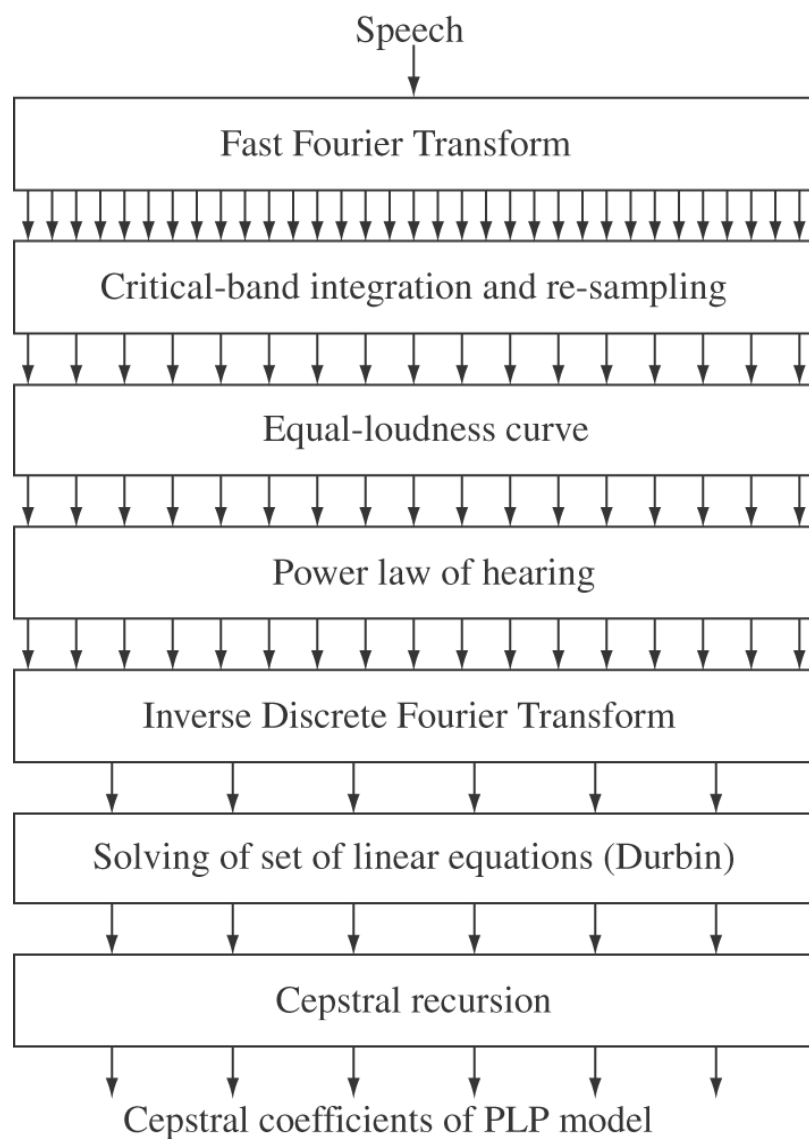 Speech
Fast Fourier Transform
Critical-band integration and re-sampling
Equal-loudness curve
Power law of hearing
Inverse Discrete Fourier Transform
Solving of set of linear equations (Durbin)
Cepstral recursion
Cepstral coefficients of PLP model